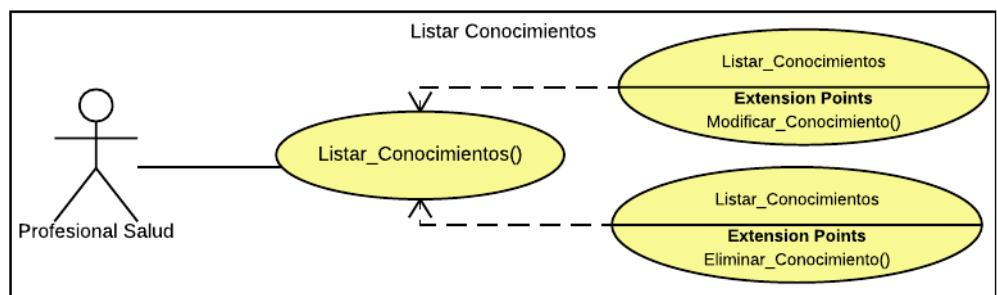 Listar Conocimientos
Profesional Salud
Listar_Conocimientos()
Listar_Conocimientos
Extension Points
Modificar_Conocimiento()
Listar_Conocimientos
Extension Points
Eliminar_Conocimiento()